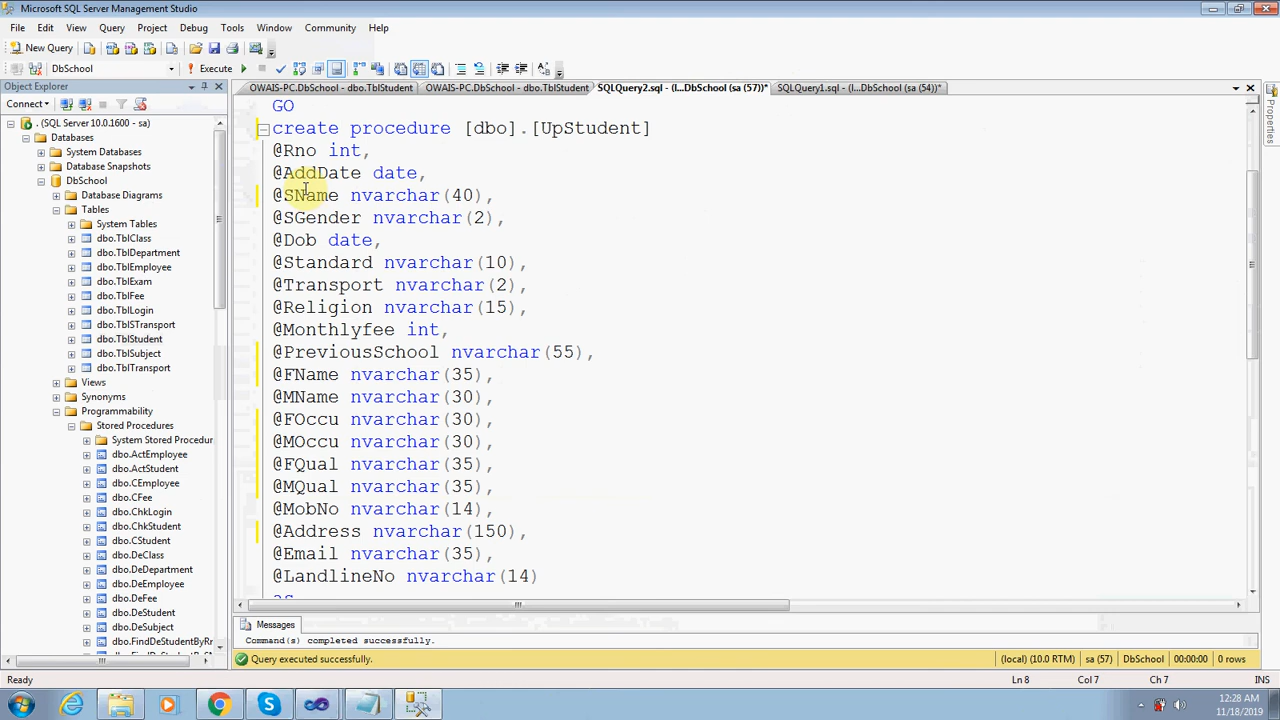 Microsoft SQL Server Management Studio
File Edit View Query Project Debug Tools Window Community Help
New Query
DbSchool Execute
Object Explorer
OWAIS-PC.DbSchool - dbo.TblStudent OWAIS-PC.DbSchool - dbo.TblStudent SQLQuery2.sql - (l...DbSchool (sa (57))* SQLQuery1.sql - (l...DbSchool (sa (54))*
Connect
. (SQL Server 10.0.1600 - sa)
Databases
System Databases
Database Snapshots
DbSchool
Database Diagrams
Tables
System Tables
dbo.TblClass
dbo.TblDepartment
dbo.TblEmployee
dbo.TblExam
dbo.TblFee
dbo.TblLogin
dbo.TblSTransport
dbo.TblStudent
dbo.TblSubject
dbo.TblTransport
Views
Synonyms
Programmability
Stored Procedures
System Stored Procedur
dbo.ActEmployee
dbo.ActStudent
dbo.CEmployee
dbo.CFee
dbo.ChkLogin
dbo.ChkStudent
dbo.CStudent
dbo.DeClass
dbo.DeDepartment
dbo.DeEmployee
dbo.DeFee
dbo.DeStudent
dbo.DeSubject
dbo.FindDeStudentByRr
GO
create procedure [dbo].[UpStudent]
@Rno int,
@AddDate date,
@SName nvarchar(40),
@SGender nvarchar(2),
@Dob date,
@Standard nvarchar(10),
@Transport nvarchar(2),
@Religion nvarchar(15),
@Monthlyfee int,
@PreviousSchool nvarchar(55),
@FName nvarchar(35),
@MName nvarchar(30),
@FOccu nvarchar(30),
@MOccu nvarchar(30),
@FQual nvarchar(35),
@MQual nvarchar(35),
@MobNo nvarchar(14),
@Address nvarchar(150),
@Email nvarchar(35),
@LandlineNo nvarchar(14)
as
Messages
Command(s) completed successfully.
Query executed successfully. (local) (10.0 RTM) sa (57) DbSchool 00:00:00 0 rows
Ready Ln 8 Col 7 Ch 7 INS
12:28 AM
11/18/2019
Properties